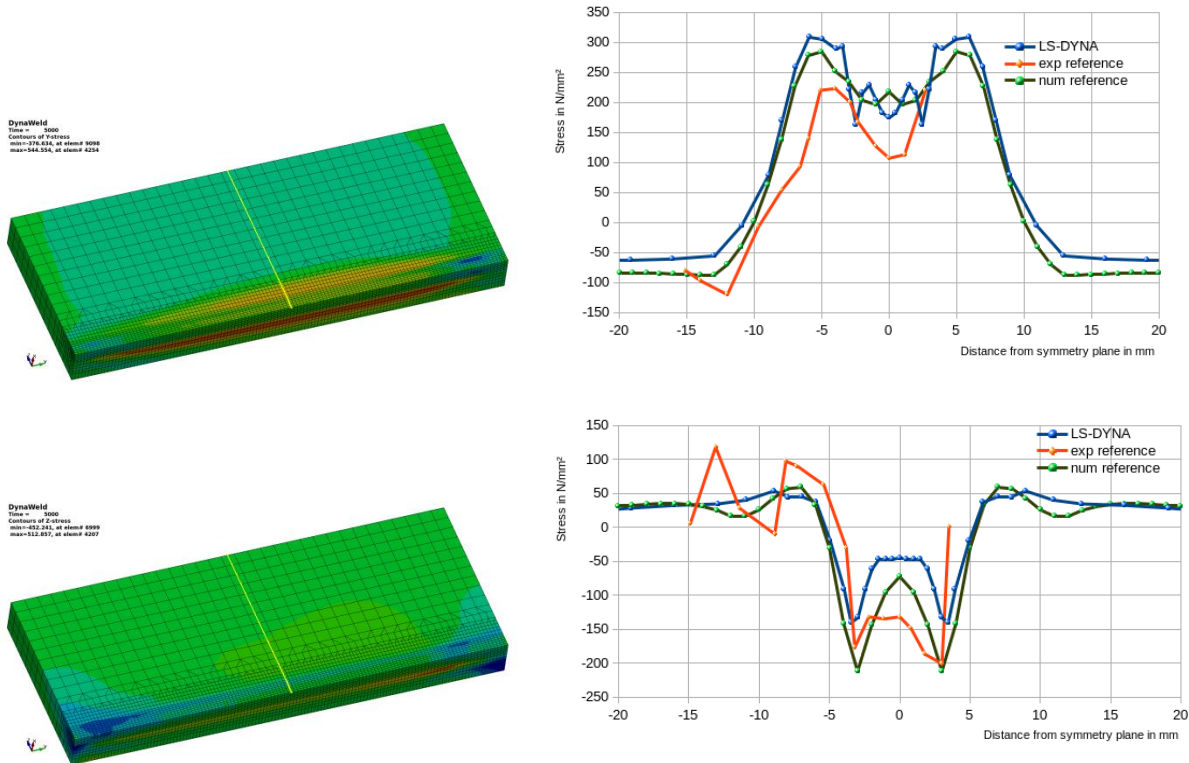 DynaWeld
Time = 5000
Contours of Y-stress
min=-376.634, at elem# 9098
max=544.554, at elem# 4254
350
300
250
200
150
100
50
0
-50
-100
-150
Stress in N/mm²
LS-DYNA
exp reference
num reference
-20 -15 -10 -5 0 5 10 15 20
Distance from symmetry plane in mm
DynaWeld
Time = 5000
Contours of Z-stress
min=-452.241, at elem# 6999
max=512.857, at elem# 4207
150
100
50
0
-50
-100
-150
-200
-250
Stress in N/mm²
LS-DYNA
exp reference
num reference
-20 -15 -10 -5 0 5 10 15 20
Distance from symmetry plane in mm